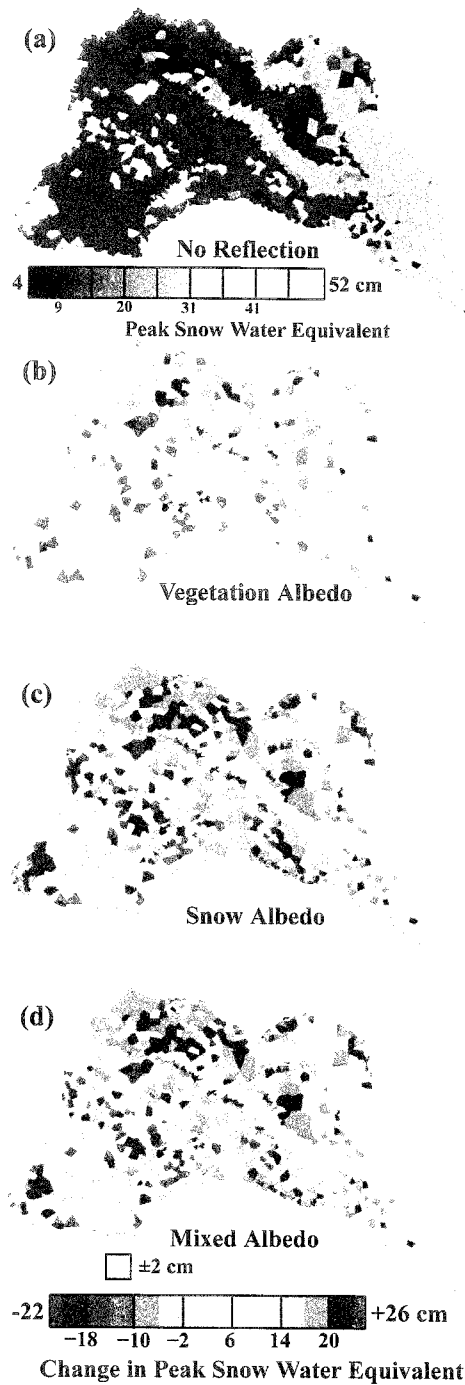 (a)
No Reflection
4 52 cm
9 20 31 41
Peak Snow Water Equivalent
(b)
Vegetation Albedo
(c)
Snow Albedo
(d)
Mixed Albedo
±2 cm
-22 +26 cm
−18 −10 −2 6 14 20
Change in Peak Snow Water Equivalent